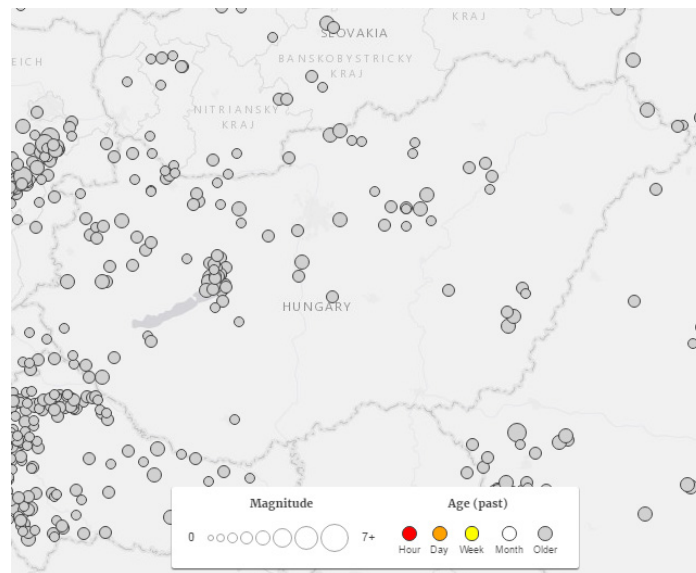 KRAJ
SLOVAKIA
EICH
BANSKOBYSTRICKY
KRAJ
NITRIANSKY
KRAJ
HUNGARY
Magnitude
Age (past)
0
7+
Hour
Day
Week
Month
Older